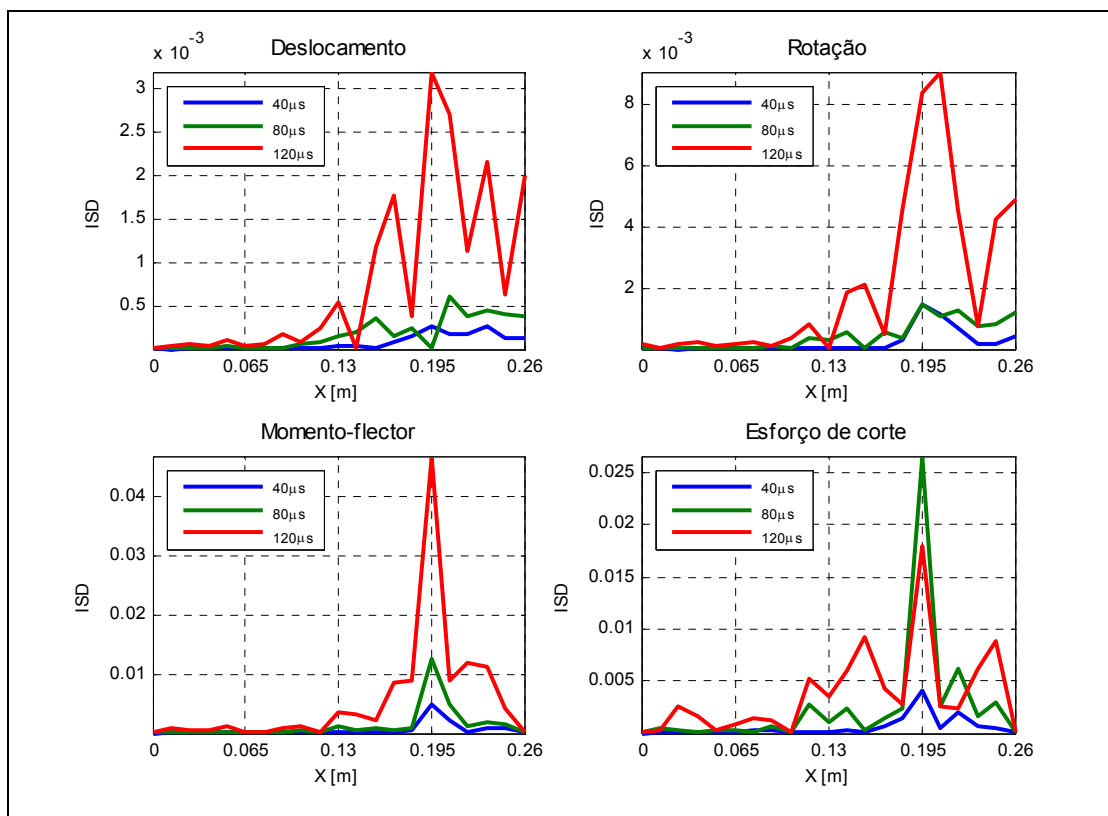 x 10^-3
Deslocamento
3
2.5
2
1.5
1
0.5
ISD
40μs
80μs
120μs
0
0.065
0.13
0.195
0.26
X [m]
x 10^-3
Rotação
8
6
4
2
ISD
40μs
80μs
120μs
0
0.065
0.13
0.195
0.26
X [m]
Momento-flector
0.04
0.03
0.02
0.01
ISD
40μs
80μs
120μs
0
0.065
0.13
0.195
0.26
X [m]
Esforço de corte
0.025
0.02
0.015
0.01
0.005
ISD
40μs
80μs
120μs
0
0.065
0.13
0.195
0.26
X [m]